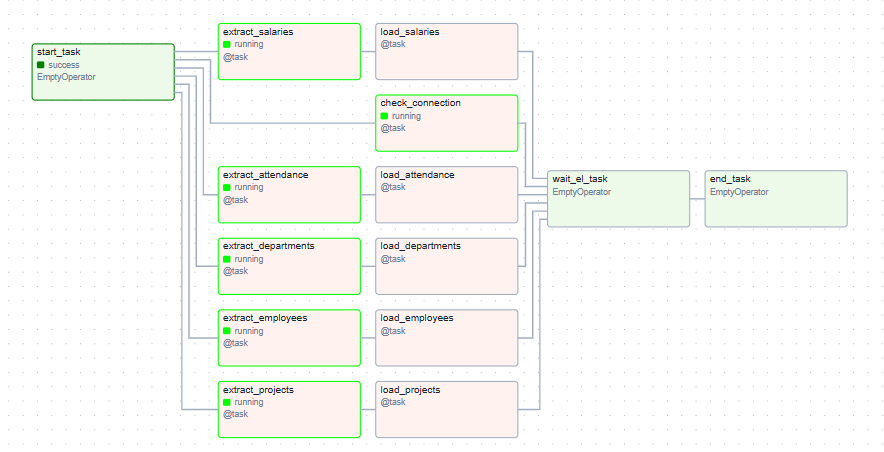 start_task
success
EmptyOperator
extract_salaries
running
@task
load_salaries
@task
check_connection
running
@task
extract_attendance
running
@task
load_attendance
@task
extract_departments
running
@task
load_departments
@task
extract_employees
running
@task
load_employees
@task
extract_projects
running
@task
load_projects
@task
wait_el_task
EmptyOperator
end_task
EmptyOperator